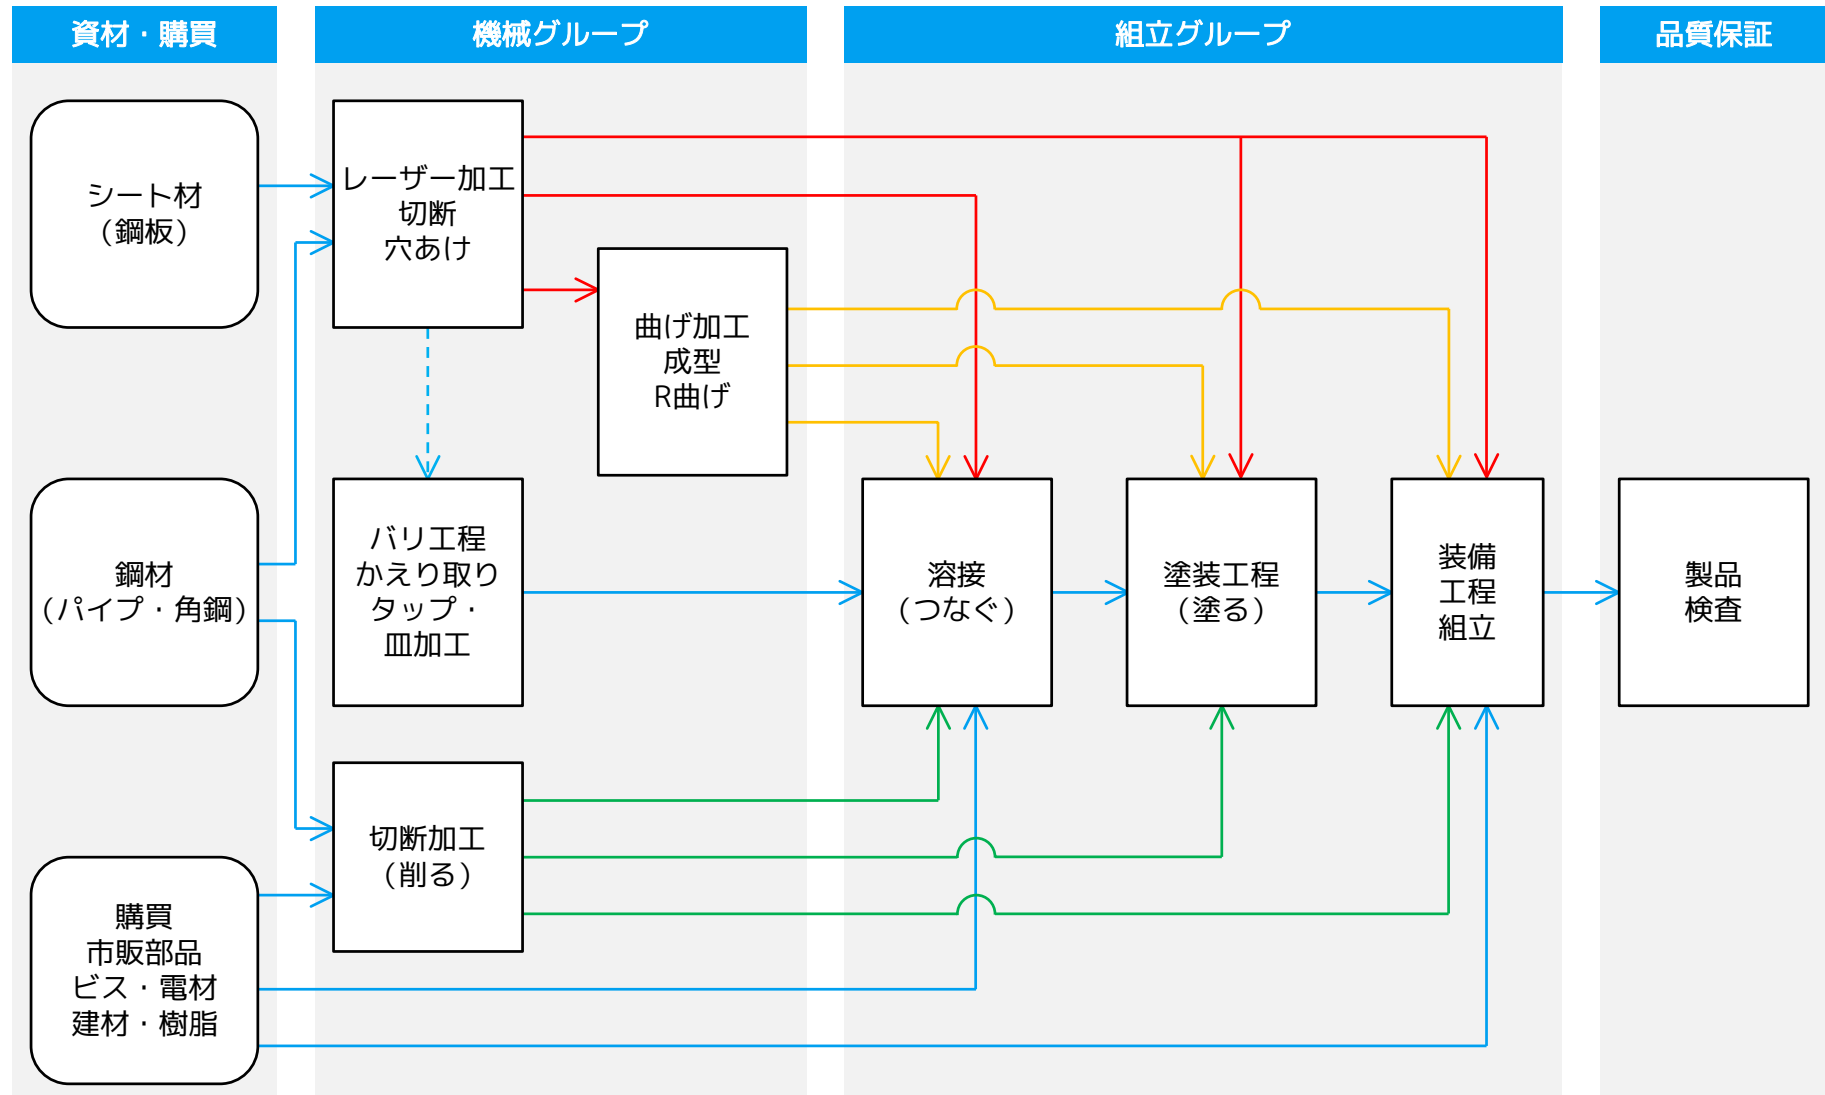 資材・購買
機械グループ
組立グループ
品質保証
シート材
（鋼板）
鋼材
（パイプ・角鋼）
購買
市販部品
ビス・電材
建材・樹脂
レーザー加工
切断
穴あけ
曲げ加工
成型
R曲げ
バリ工程
かえり取り
タップ・
皿加工
切断加工
（削る）
溶接
（つなぐ）
塗装工程
（塗る）
装備
工程
組立
製品
検査